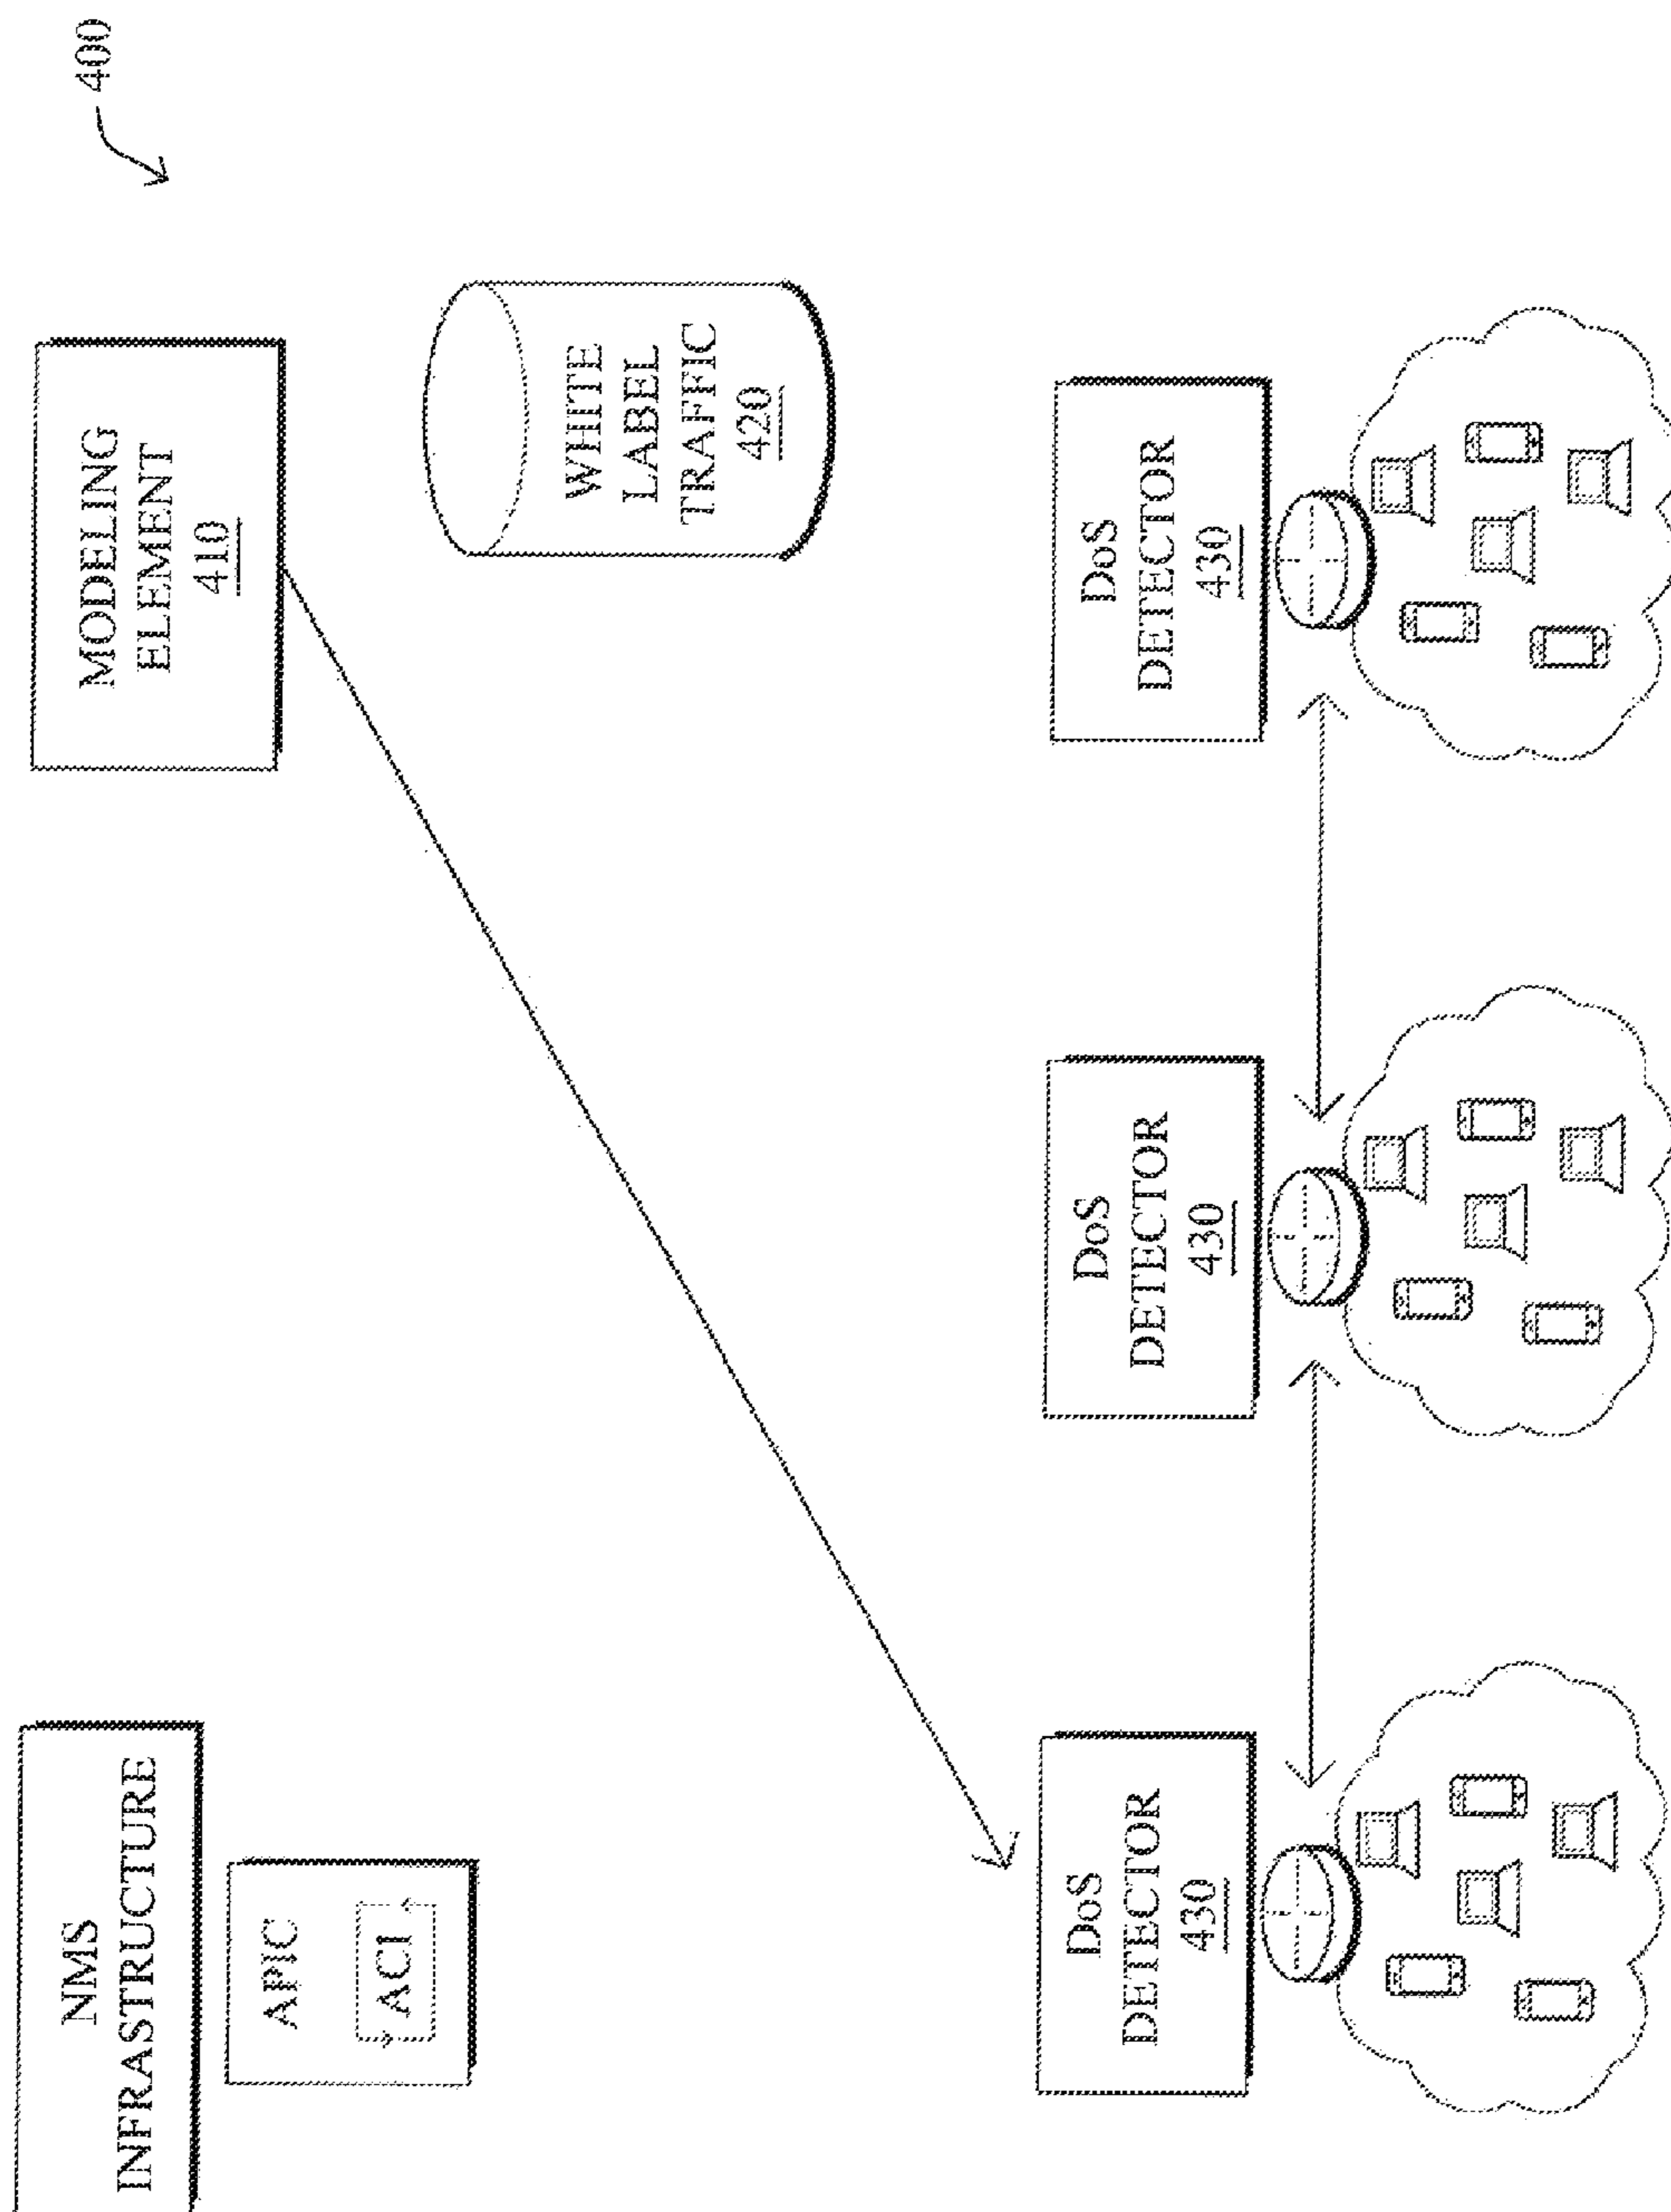 400
NMS
INFRASTRUCTURE
APIC
ACI
MODELING
ELEMENT
410
WHITE
LABEL
TRAFFIC
420
DoS
DETECTOR
430
DoS
DETECTOR
430
DoS
DETECTOR
430